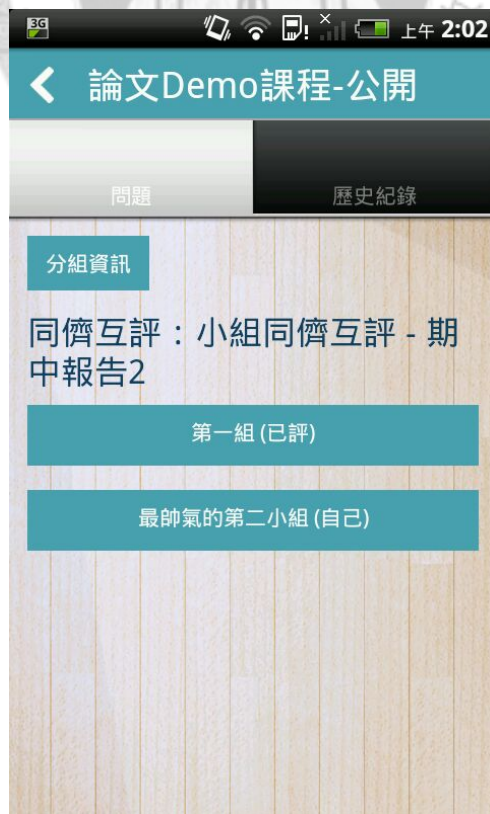 3G
上午 2:02
論文Demo課程-公開
問題
歷史紀錄
分組資訊
同儕互評：小組同儕互評 - 期
中報告2
第一組 (已評)
最帥氣的第二小組 (自己)